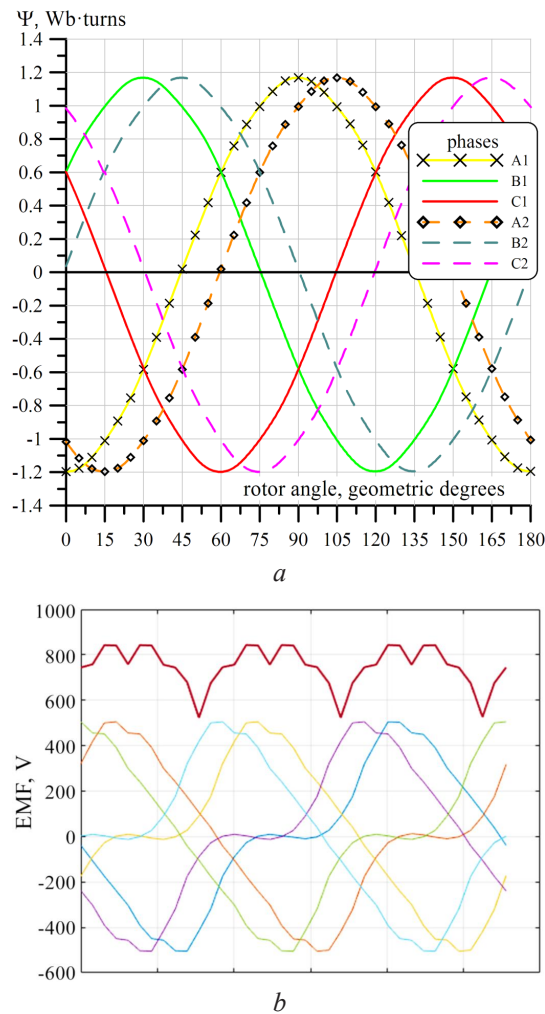 Ψ, Wb·turns
1.4
1.2
1
0.8
0.6
0.4
0.2
0
-0.2
-0.4
-0.6
-0.8
-1
-1.2
-1.4
phases
A1
B1
C1
A2
B2
C2
rotor angle, geometric degrees
0 15 30 45 60 75 90 105 120 135 150 165 180
a
1000
800
600
400
200
0
-200
-400
-600
EMF, V
b